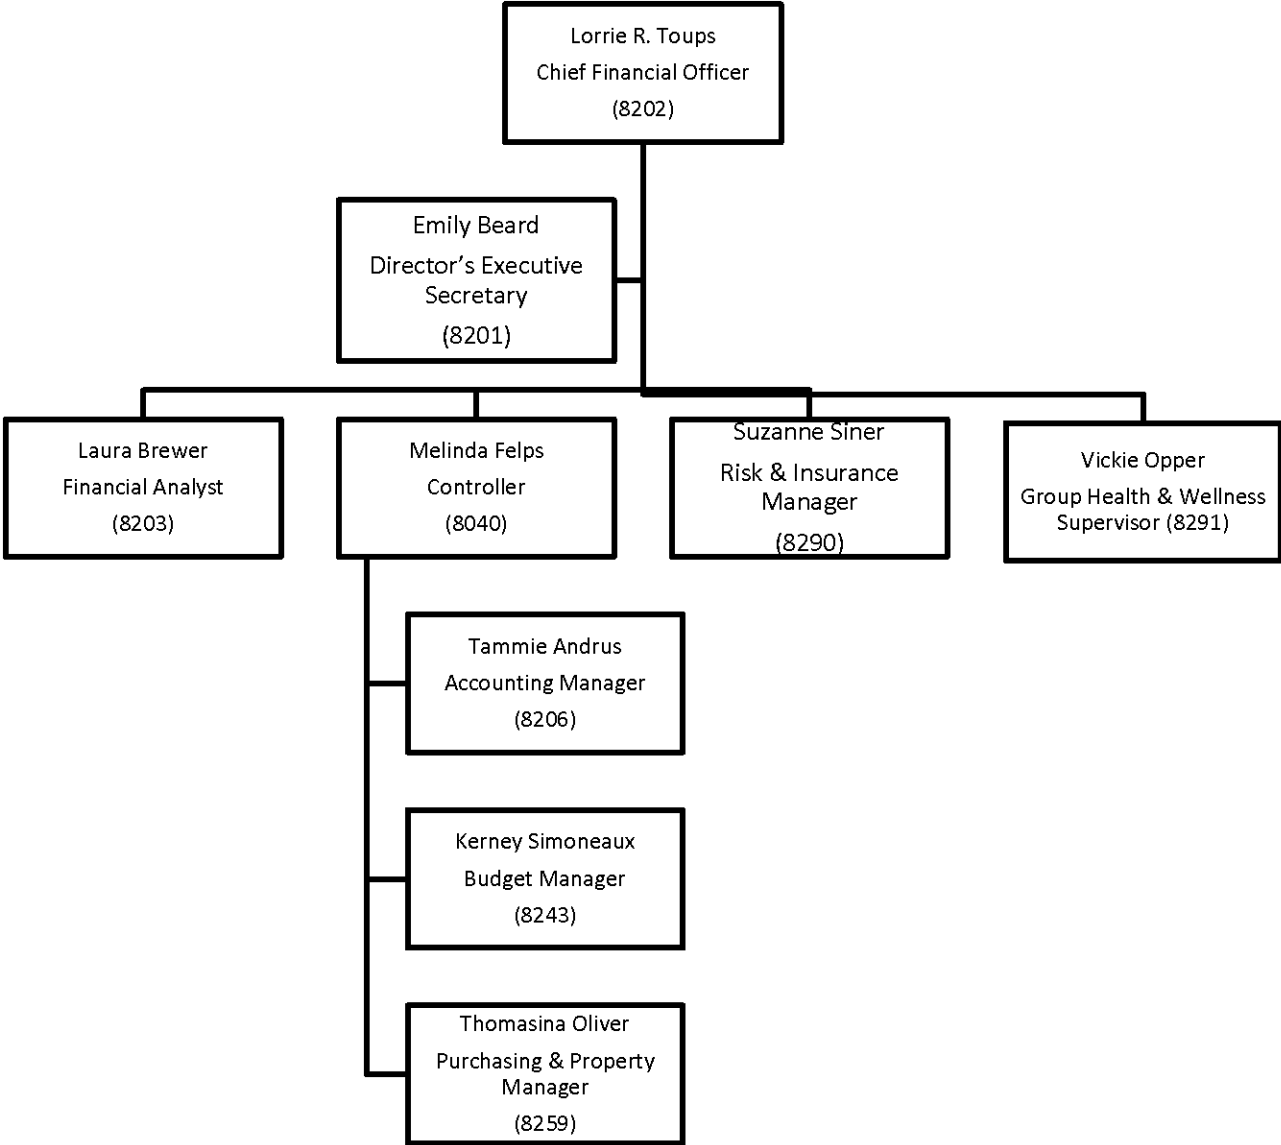 Lorrie R. Toups
Chief Financial Officer
(8202)
Emily Beard
Director’s Executive
Secretary
(8201)
Laura Brewer
Financial Analyst
(8203)
Melinda Felps
Controller
(8040)
Suzanne Siner
Risk & Insurance
Manager
(8290)
Vickie Opper
Group Health & Wellness
Supervisor (8291)
Tammie Andrus
Accounting Manager
(8206)
Kerney Simoneaux
Budget Manager
(8243)
Thomasina Oliver
Purchasing & Property
Manager
(8259)